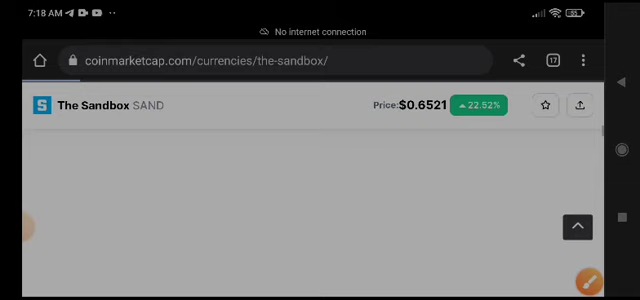 7:18 AM
No internet connection
coinmarketcap.com/currencies/the-sandbox/
17
S The Sandbox SAND Price:$0.6521 22.52%